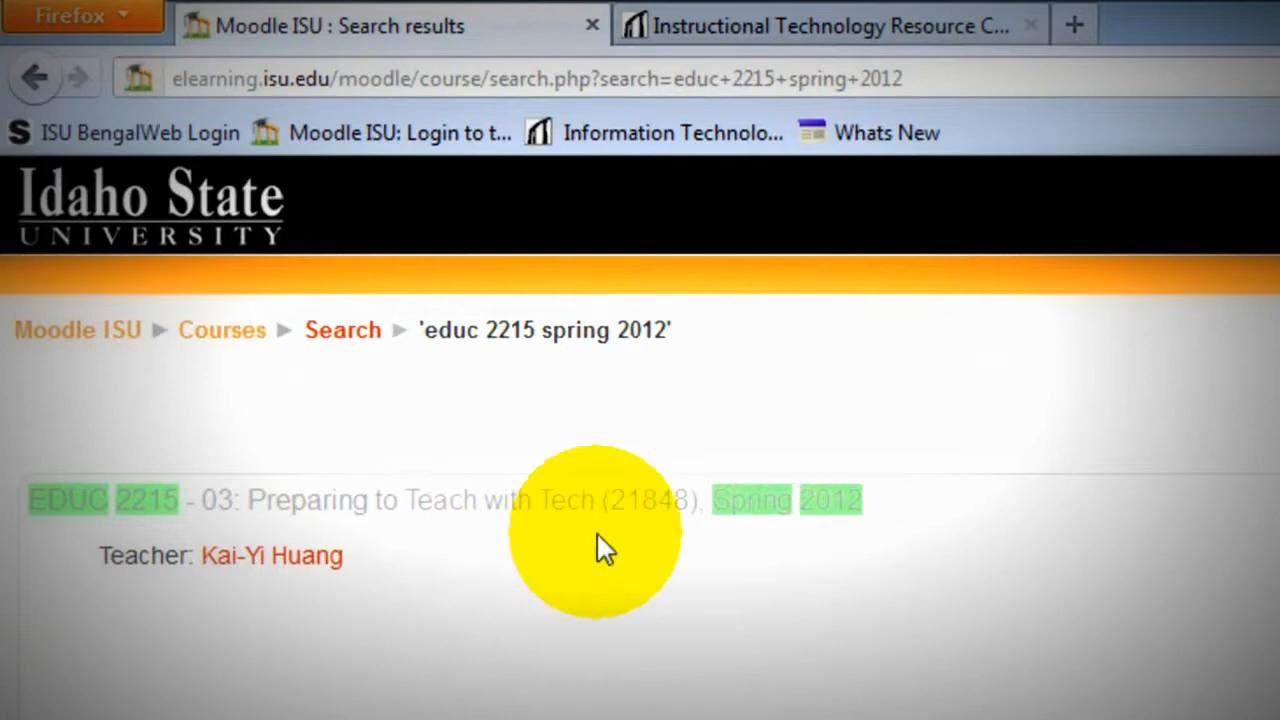 Firefox
Moodle ISU : Search results
Instructional Technology Resource C...
elearning.isu.edu/moodle/course/search.php?search=educ+2215+spring+2012
ISU BengalWeb Login Moodle ISU: Login to t... Information Technolo... Whats New
Idaho State
UNIVERSITY
Moodle ISU ► Courses ► Search ► 'educ 2215 spring 2012'
EDUC 2215 - 03: Preparing to Teach with Tech (21848), Spring 2012
Teacher: Kai-Yi Huang